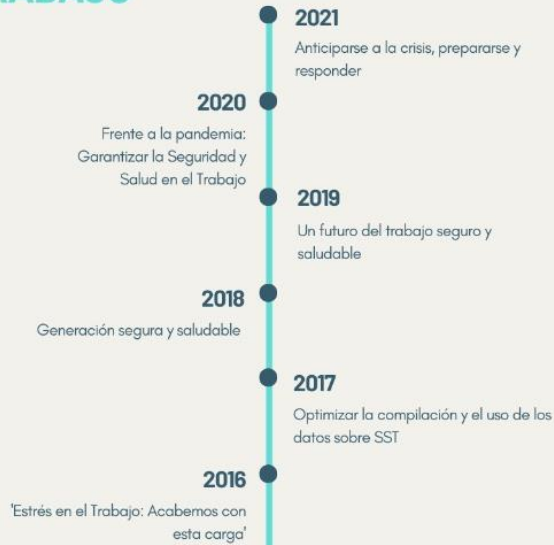 2021
Anticiparse a la crisis, prepararse y
responder
2020
Frente a la pandemia:
Garantizar la Seguridad y
Salud en el Trabajo
2019
Un futuro del trabajo seguro y
saludable
2018
Generación segura y saludable
2017
Optimizar la compilación y el uso de los
datos sobre SST
2016
'Estrés en el Trabajo: Acabemos con
esta carga'